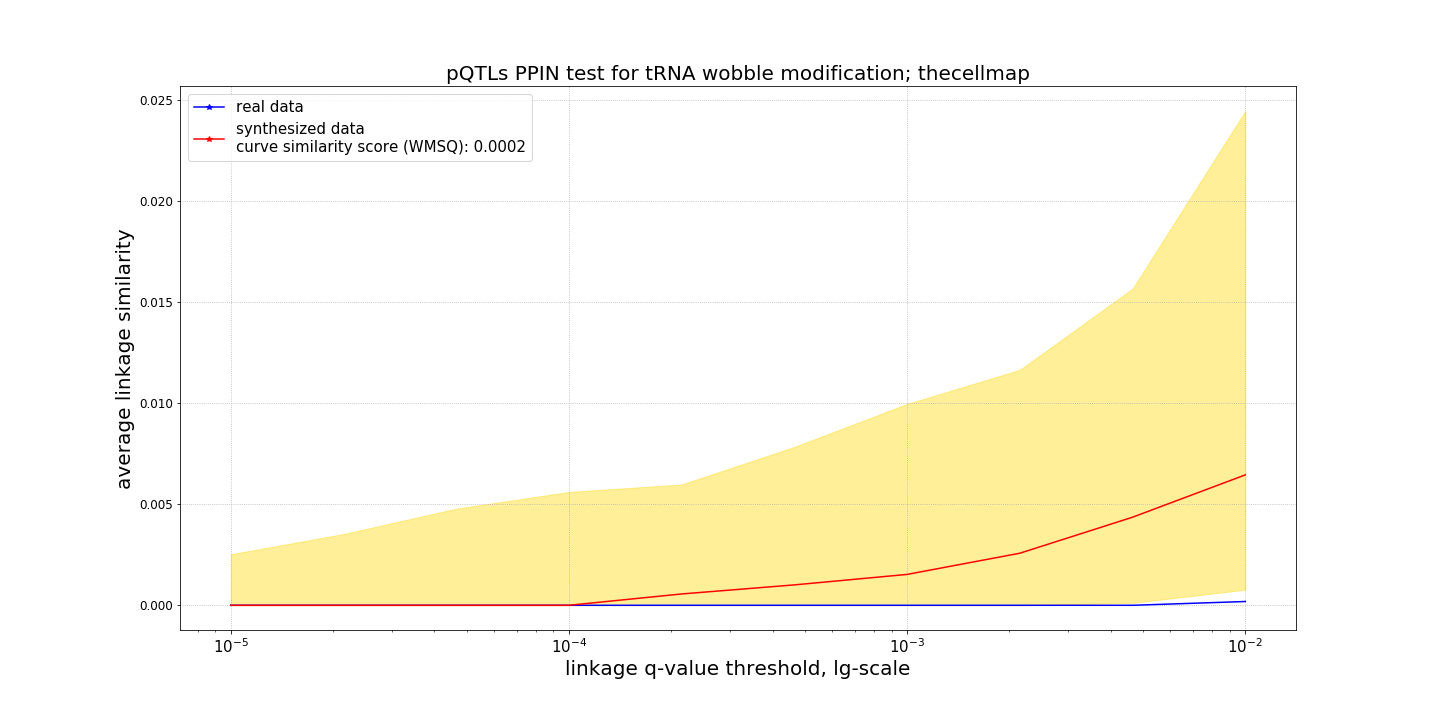 pQTLs PPIN test for tRNA wobble modification; thecellmap
real data
synthesized data
curve similarity score (WMSQ): 0.0002
average linkage similarity
0.025
0.020
0.015
0.010
0.005
0.000
10⁻⁵ 10⁻⁴ 10⁻³ 10⁻²
linkage q-value threshold, lg-scale